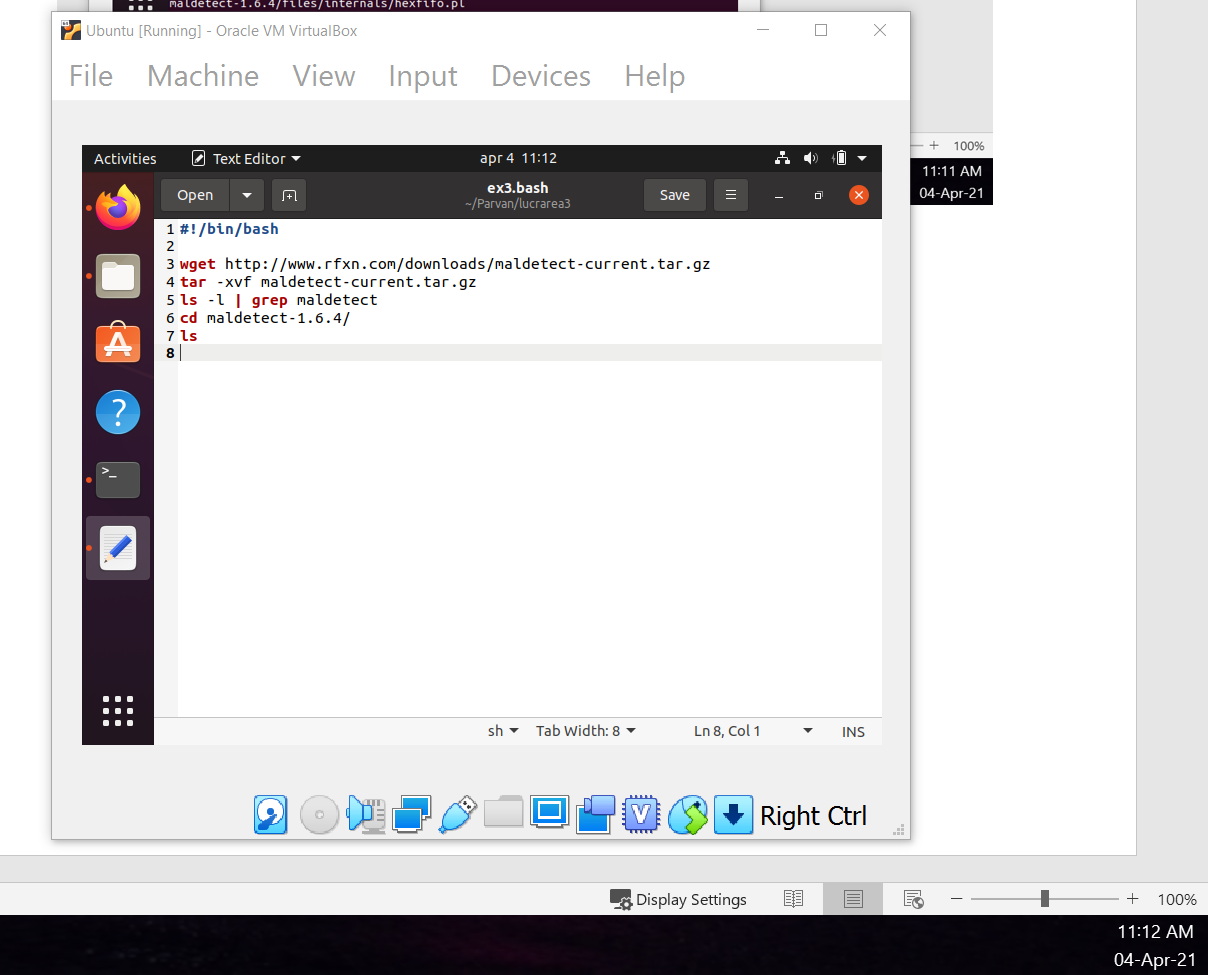 maldetect-1.6.4/files/internals/hexfifo.pl
Ubuntu [Running] - Oracle VM VirtualBox
File Machine View Input Devices Help
Activities Text Editor apr 4 11:12
Open ex3.bash Save
~/Parvan/lucrarea3
1 #!/bin/bash
2
3 wget http://www.rfxn.com/downloads/maldetect-current.tar.gz
4 tar -xvf maldetect-current.tar.gz
5 ls -l | grep maldetect
6 cd maldetect-1.6.4/
7 ls
8
sh Tab Width: 8 Ln 8, Col 1 INS
Right Ctrl
100%
11:11 AM
04-Apr-21
Display Settings 100%
11:12 AM
04-Apr-21